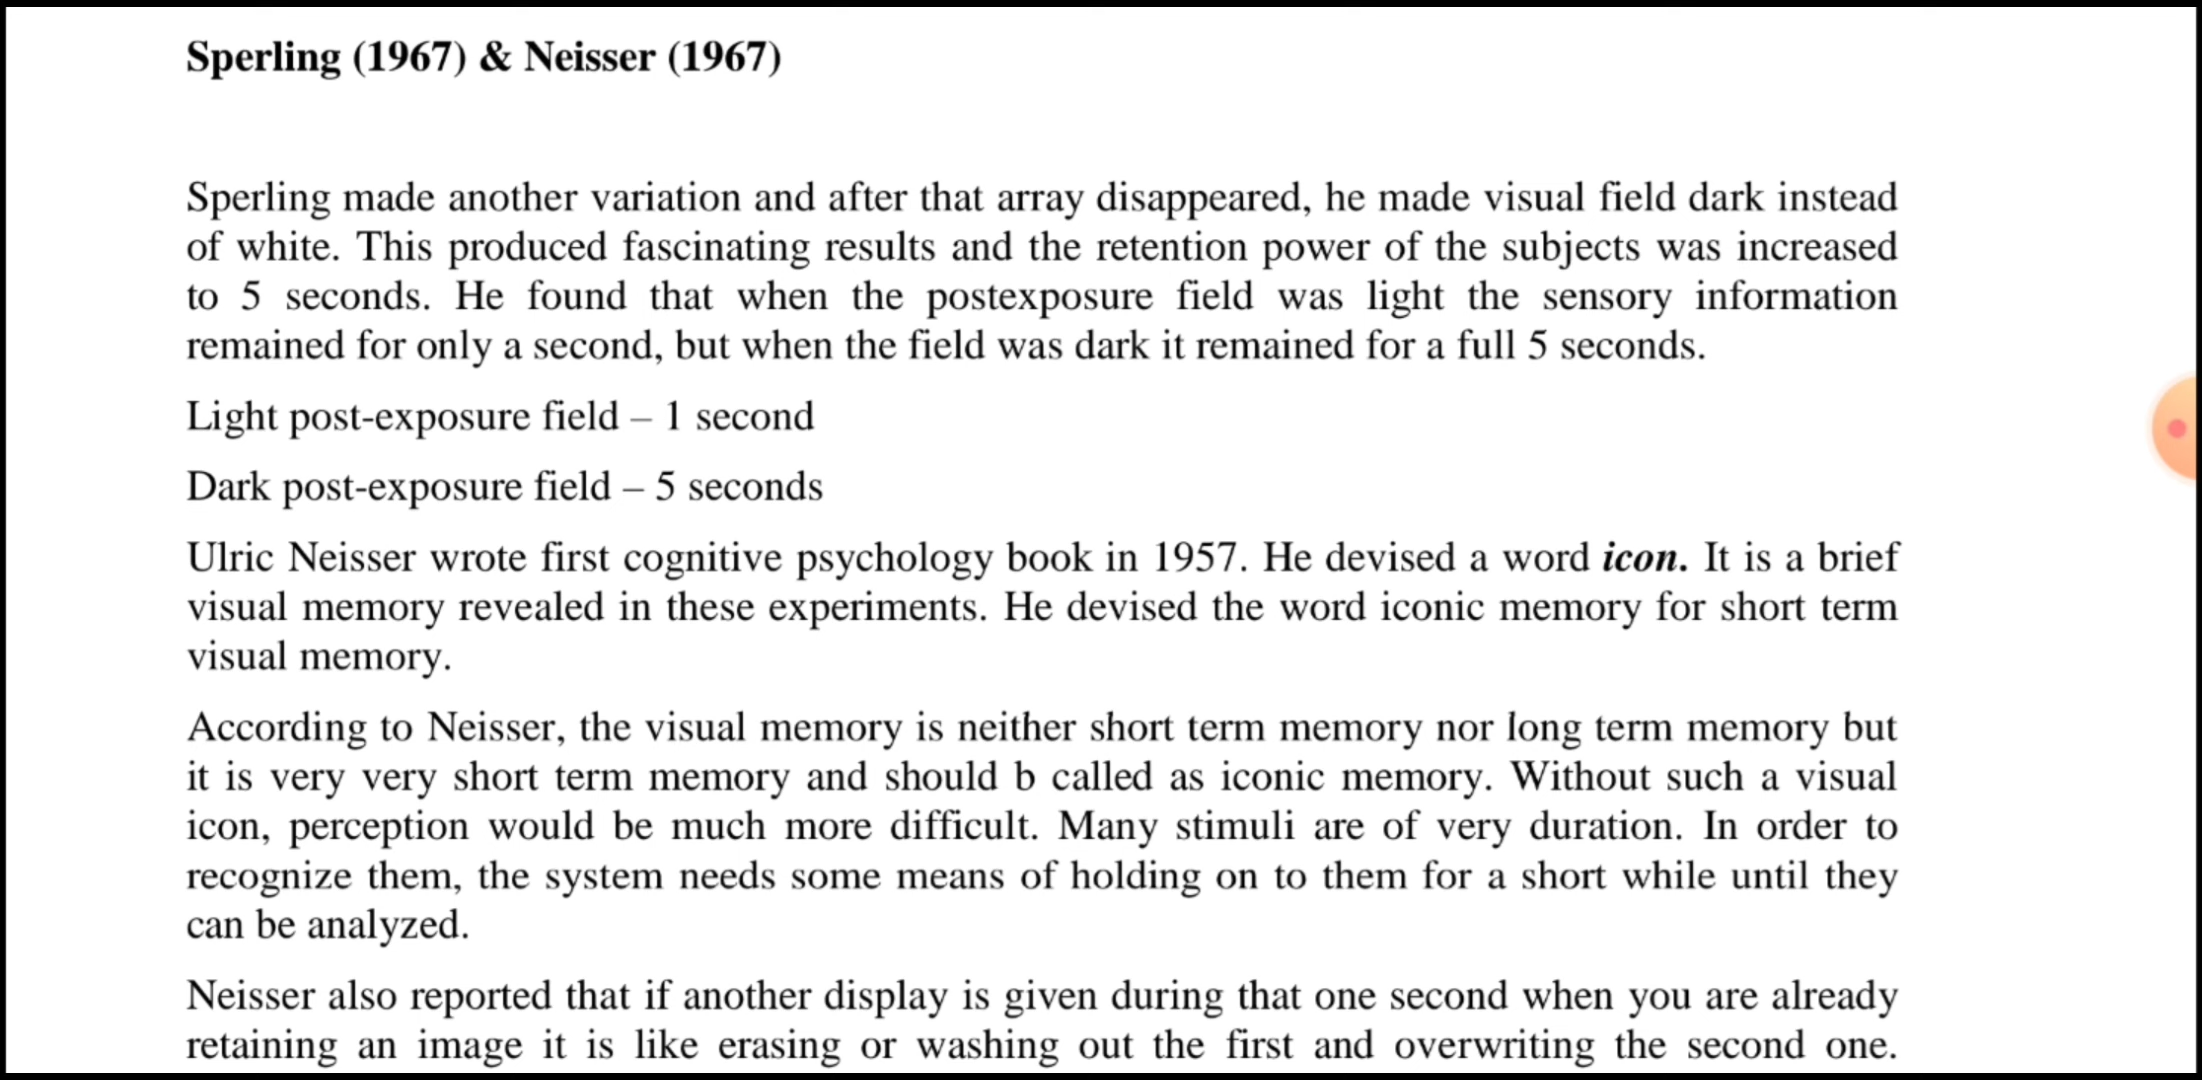 Sperling (1967) & Neisser (1967)
Sperling made another variation and after that array disappeared, he made visual field dark instead
of white. This produced fascinating results and the retention power of the subjects was increased
to 5 seconds. He found that when the postexposure field was light the sensory information
remained for only a second, but when the field was dark it remained for a full 5 seconds.
Light post-exposure field – 1 second
Dark post-exposure field – 5 seconds
Ulric Neisser wrote first cognitive psychology book in 1957. He devised a word icon. It is a brief
visual memory revealed in these experiments. He devised the word iconic memory for short term
visual memory.
According to Neisser, the visual memory is neither short term memory nor long term memory but
it is very very short term memory and should b called as iconic memory. Without such a visual
icon, perception would be much more difficult. Many stimuli are of very duration. In order to
recognize them, the system needs some means of holding on to them for a short while until they
can be analyzed.
Neisser also reported that if another display is given during that one second when you are already
retaining an image it is like erasing or washing out the first and overwriting the second one.